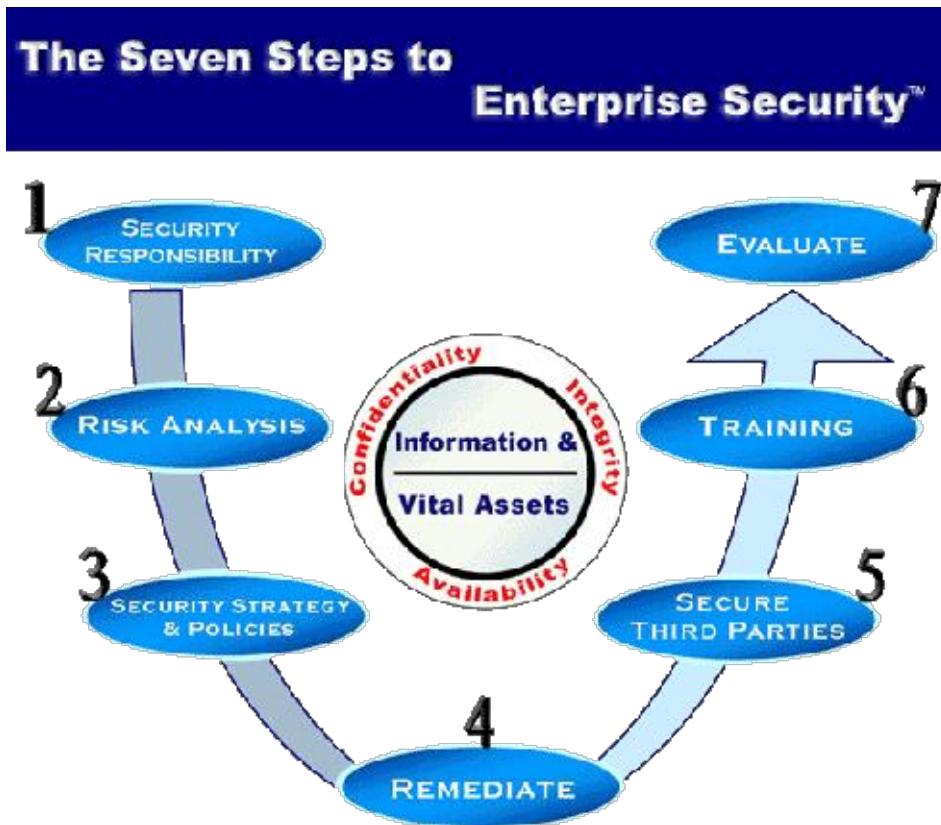 The Seven Steps to
Enterprise Security™
1
SECURITY
RESPONSIBILITY
2
RISK ANALYSIS
3
SECURITY STRATEGY
& POLICIES
4
REMEDIATE
5
SECURE
THIRD PARTIES
6
TRAINING
7
EVALUATE
Confidentiality
Integrity
Availability
Information &
Vital Assets